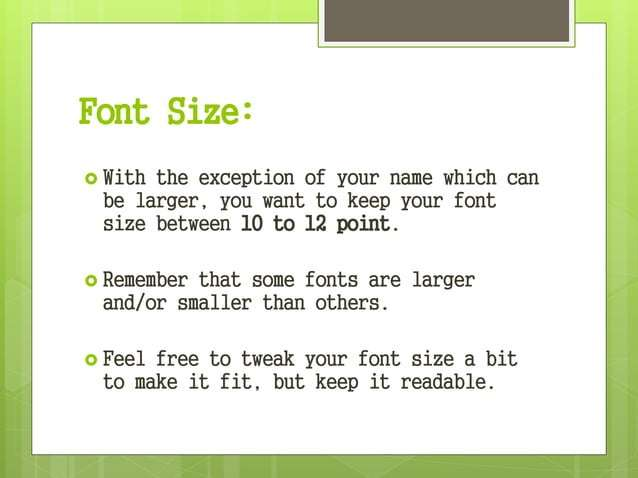 Font Size:
With the exception of your name which can
be larger, you want to keep your font
size between 10 to 12 point.
Remember that some fonts are larger
and/or smaller than others.
Feel free to tweak your font size a bit
to make it fit, but keep it readable.